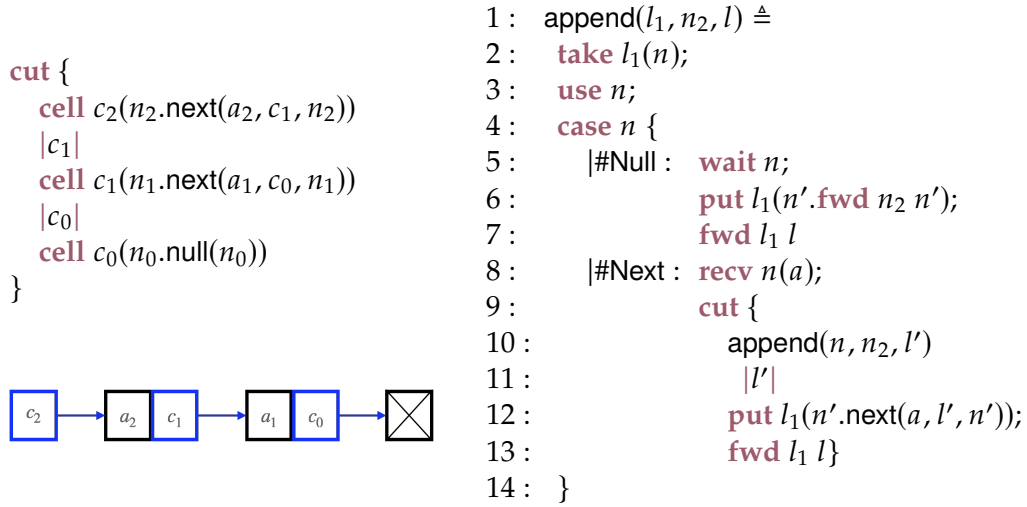 cut {
cell c₂(n₂.next(a₂, c₁, n₂))
|c₁|
cell c₁(n₁.next(a₁, c₀, n₁))
|c₀|
cell c₀(n₀.null(n₀))
}
c₂ a₂ c₁ a₁ c₀
1 : append(l₁, n₂, l) ≜
2 : take l₁(n);
3 : use n;
4 : case n {
5 : |#Null : wait n;
6 : put l₁(n′.fwd n₂ n′);
7 : fwd l₁ l
8 : |#Next : recv n(a);
9 : cut {
10 : append(n, n₂, l′)
11 : |l′|
12 : put l₁(n′.next(a, l′, n′));
13 : fwd l₁ l}
14 : }